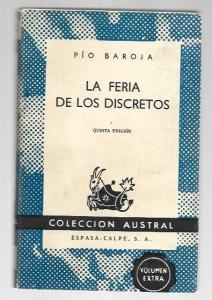 PÍO BAROJA
LA FERIA
DE LOS DISCRETOS
QUINTA EDICIÓN
COLECCION AUSTRAL
ESPASA-CALPE, S. A.
VOLUMEN
EXTRA